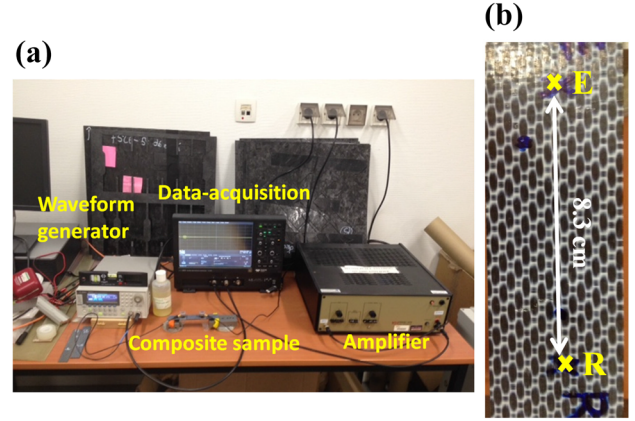 (a)
(b)
Waveform
generator
Data-acquisition
Composite sample
Amplifier
E
8.3 cm
R
R